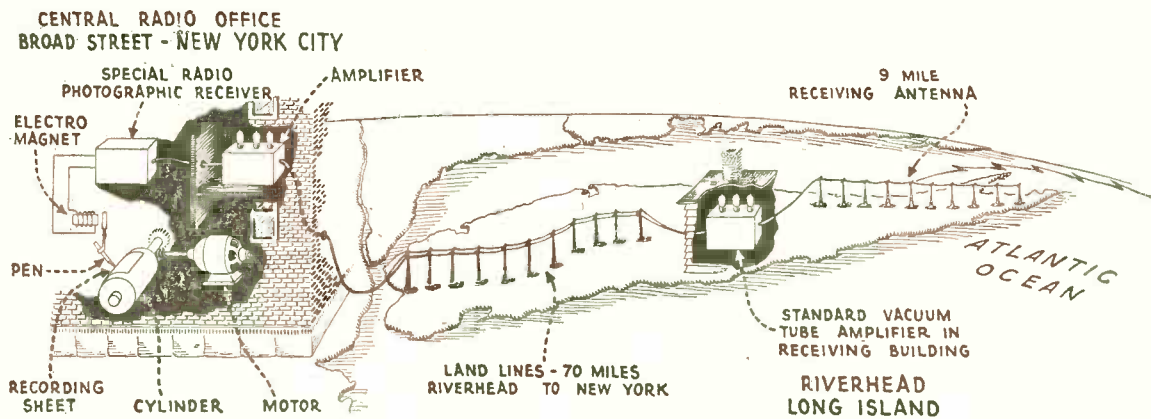 CENTRAL RADIO OFFICE
BROAD STREET - NEW YORK CITY
SPECIAL RADIO
PHOTOGRAPHIC RECEIVER
AMPLIFIER
ELECTRO
MAGNET
PEN
RECORDING
SHEET
CYLINDER
MOTOR
9 MILE
RECEIVING ANTENNA
ATLANTIC
OCEAN
LAND LINES - 70 MILES
RIVERHEAD TO NEW YORK
STANDARD VACUUM
TUBE AMPLIFIER IN
RECEIVING BUILDING
RIVERHEAD
LONG ISLAND